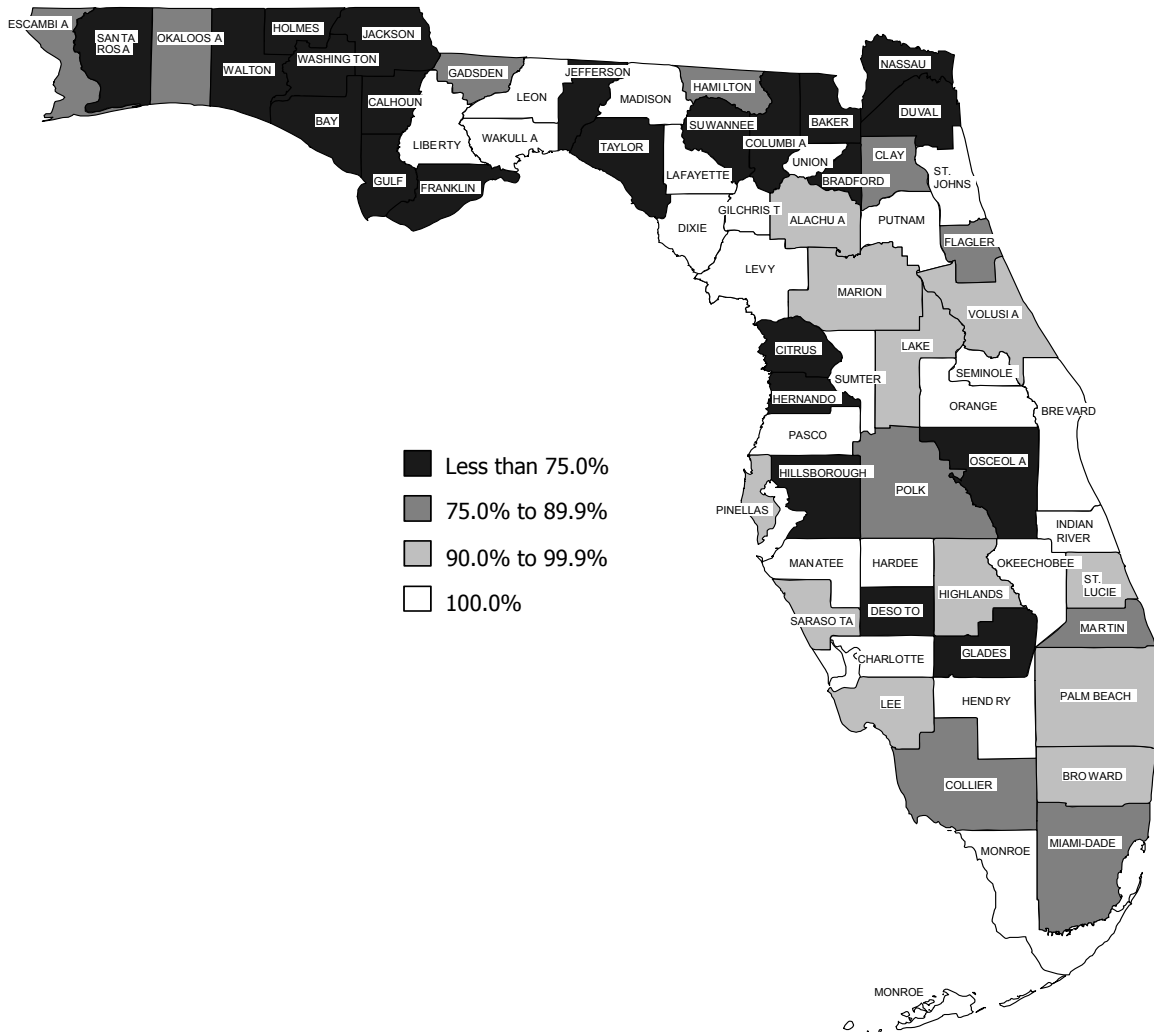 ESCAMBI A
SANTA
ROS A
OKALOOS A
WALTON
HOLMES
WASHING TON
JACKSON
BAY
CALHOUN
GULF
FRANKLIN
LIBERTY
GADSDEN
LEON
WAKULL A
JEFFERSON
MADISON
TAYLOR
HAMI LTON
SUWANNEE
LAFAYETTE
DIXIE
COLUMBI A
BAKER
NASSAU
DUVAL
UNION
BRADFORD
CLAY
ST.
JOHNS
GILCHRIS T
ALACHU A
PUTNAM
FLAGLER
LEVY
MARION
VOLUSI A
CITRUS
LAKE
SUMTER
SEMINOLE
HERNANDO
ORANGE
BRE VARD
PASCO
HILLSBOROUGH
OSCEOL A
POLK
PINELLAS
INDIAN
RIVER
MANATEE
HARDEE
OKEECHOBEE
HIGHLANDS
ST.
LUCIE
SARASO TA
DESO TO
MARTIN
CHARLOTTE
GLADES
LEE
HEND RY
PALM BEACH
BRO WARD
COLLIER
MONROE
MIAMI-DADE
MONROE
Less than 75.0%
75.0% to 89.9%
90.0% to 99.9%
100.0%